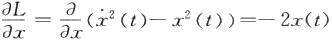 ∂L/∂x = ∂/∂x (ẋ²(t) − x²(t)) = − 2x(t)